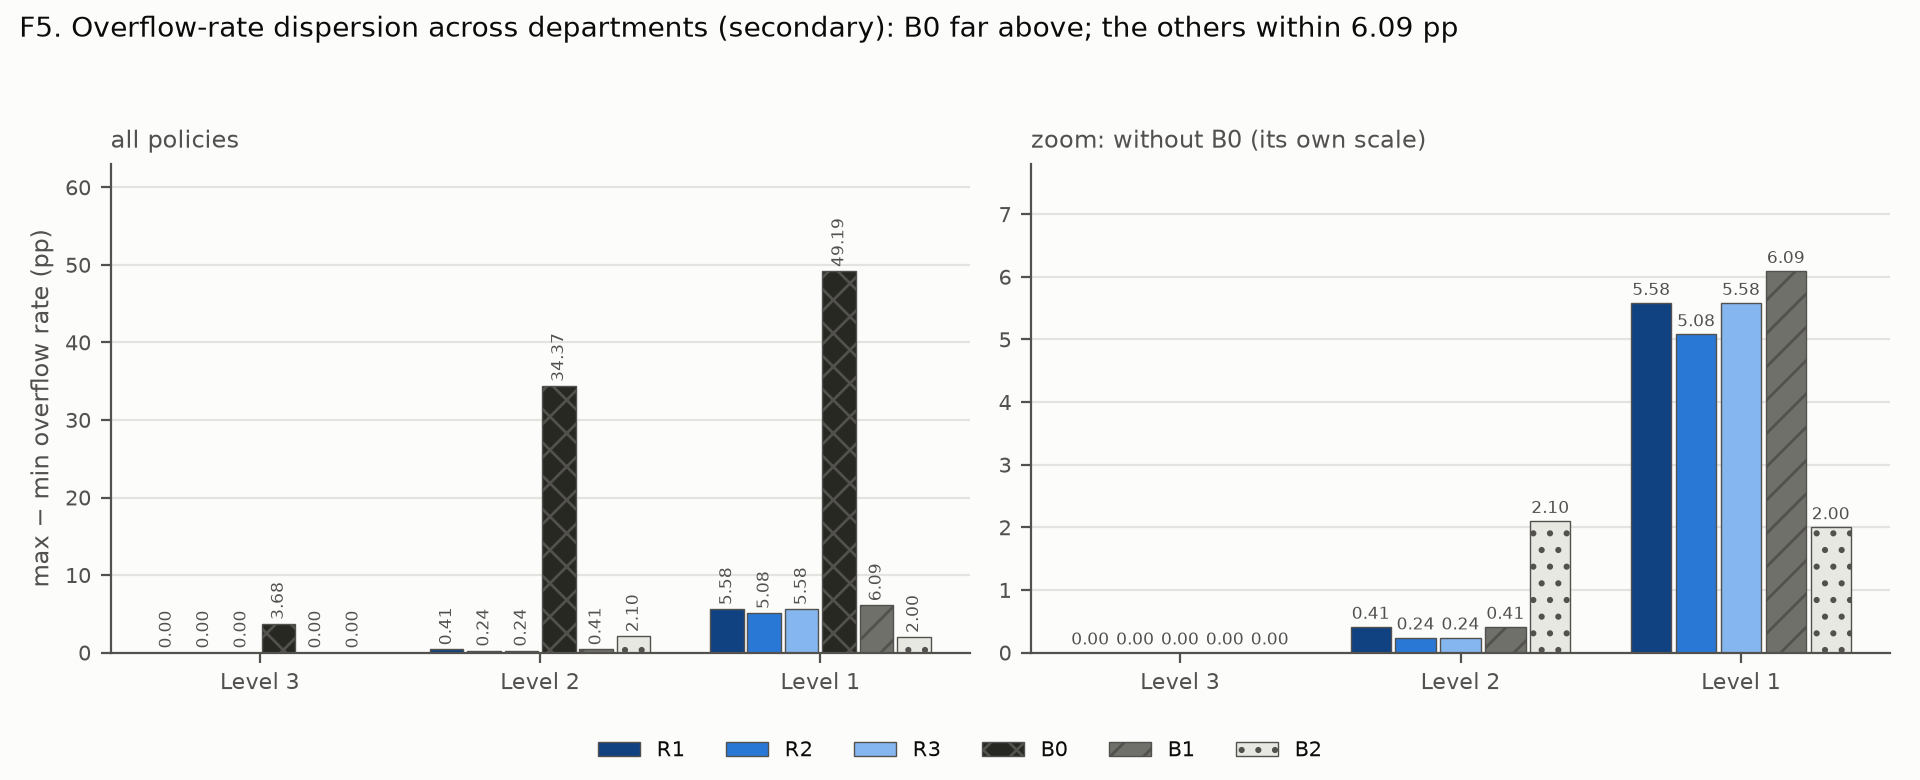 F5. Overflow-rate dispersion across departments (secondary): B0 far above; the others within 6.09 pp
all policies
max − min overflow rate (pp)
60
50
40
30
20
10
0
0.00 0.00 0.00 3.68 0.00 0.00
0.41 0.24 0.24 34.37 0.41 2.10
5.58 5.08 5.58 49.19 6.09 2.00
Level 3 Level 2 Level 1
zoom: without B0 (its own scale)
7
6
5
4
3
2
1
0
0.00 0.00 0.00 0.00 0.00
0.41 0.24 0.24 0.41 2.10
5.58 5.08 5.58 6.09 2.00
Level 3 Level 2 Level 1
R1 R2 R3 B0 B1 B2